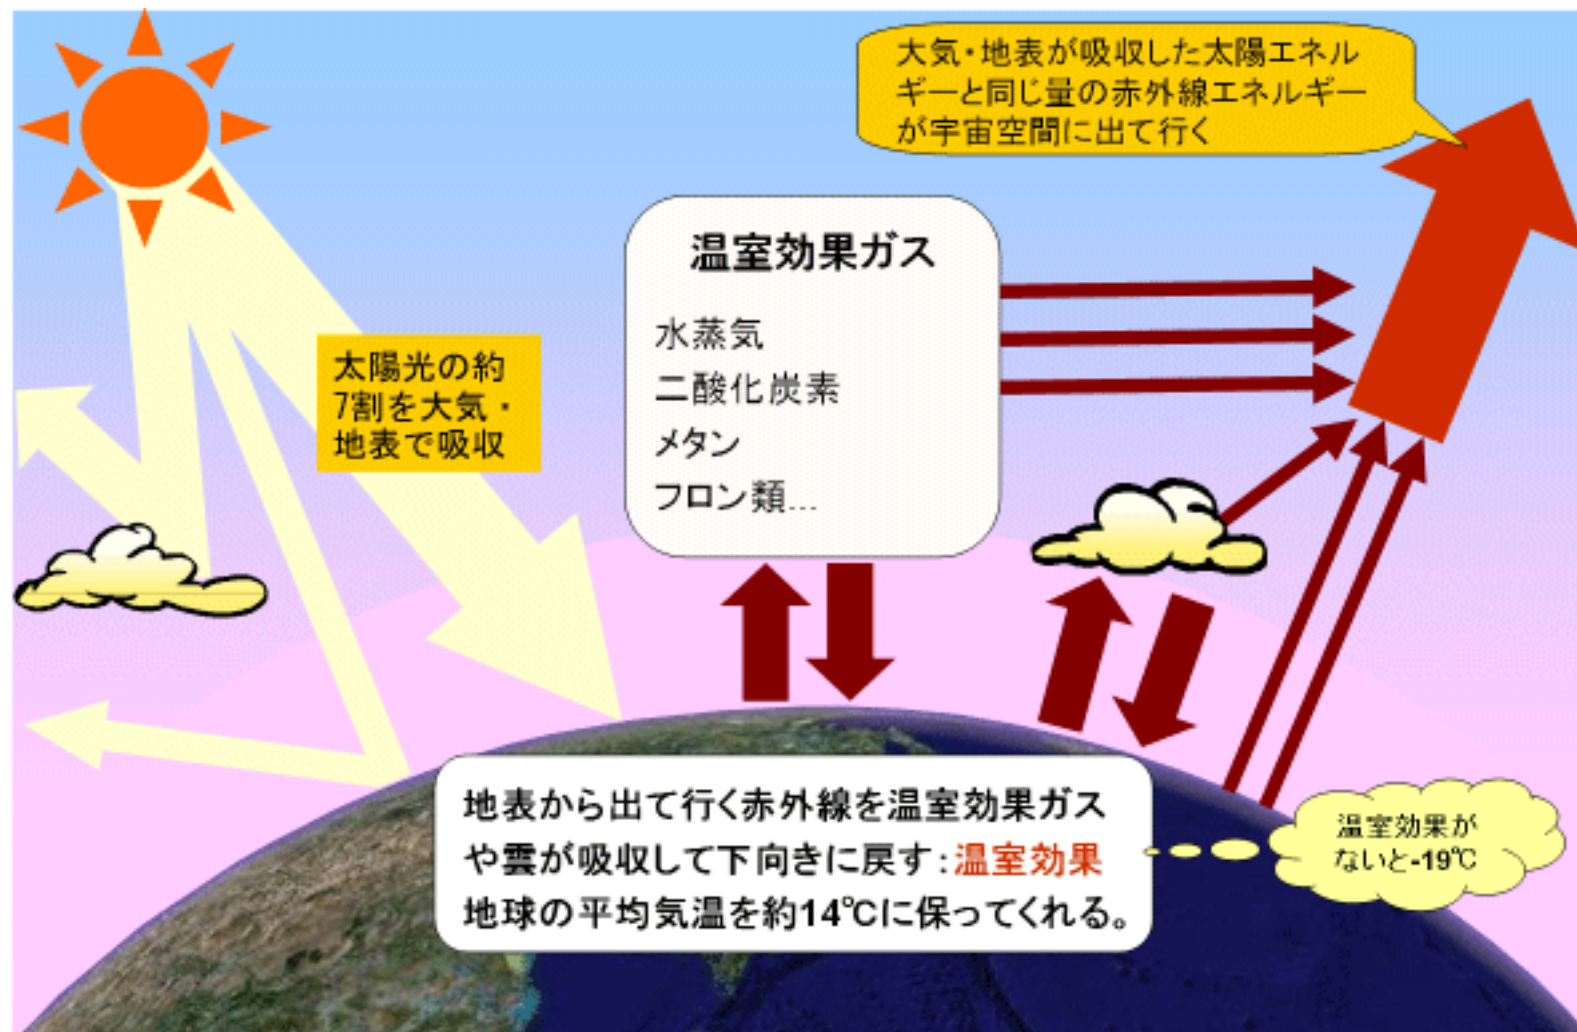 大気・地表が吸収した太陽エネル
ギーと同じ量の赤外線エネルギー
が宇宙空間に出て行く
温室効果ガス
水蒸気
二酸化炭素
メタン
フロン類...
太陽光の約
7割を大気・
地表で吸収
地表から出て行く赤外線を温室効果ガス
や雲が吸収して下向きに戻す:温室効果
地球の平均気温を約14℃に保ってくれる。
温室効果が
ないと-19℃